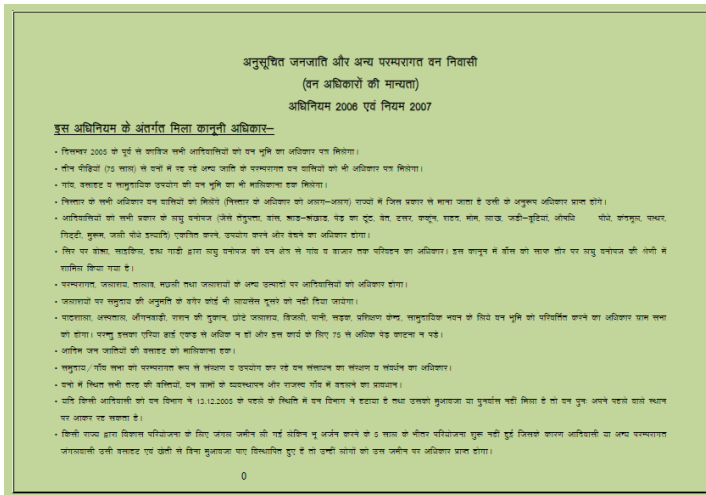 अनुसूचित जनजाति और अन्य परम्परागत वन निवासी
(वन अधिकारों की मान्यता)
अधिनियम 2006 एवं नियम 2007
इस अधिनियम के अंतर्गत मिला कानूनी अधिकार–
• दिसम्बर 2005 के पूर्व से काबिज सभी आदिवासियों को वन भूमि का अधिकार पत्र मिलेगा।
• तीन पीढ़ियों (75 साल) से वनों में रह रहे अन्य जाति के परम्परागत वन वासियों को भी अधिकार पत्र मिलेगा।
• गांव, बसाहट व सामुदायिक उपयोग की वन भूमि का भी मालिकाना हक मिलेगा।
• निस्तार के सभी अधिकार वन वासियों को मिलेंगे (निस्तार के अधिकार को अलग–अलग) राज्यों में जिस प्रकार से माना जाता है उसी के अनुरूप अधिकार प्राप्त होंगे।
• आदिवासियों को सभी प्रकार के लघु वनोपज (जैसे तेंदुपत्ता, बांस, झाड–झंखाड, पेड़ का ठूंठ, बेत, टसर, ककून, शहद, मोम, लाख, जडी–बूटियां, औषधि पौधे, कंदमूल, पत्थर,
गिट्टी, मुरूम, जली पौधे इत्यादि) एकत्रित करने, उपयोग करने और बेचने का अधिकार होगा।
• सिर पर बोझा, साइकिल, हाथ गाडी द्वारा लघु वनोपज को वन क्षेत्र से गांव व बाजार तक परिवहन का अधिकार। इस कानून में बाँस को साफ तौर पर लघु वनोपज की श्रेणी में
शामिल किया गया है।
• परम्परागत, जलाशय, तालाब, मछली तथा जलाशयों के अन्य उत्पादों पर आदिवासियों को अधिकार होगा।
• जलाशयों पर समुदाय की अनुमति के बगैर कोई भी लायसेंस दूसरे को नहीं दिया जायेगा।
• पाठशाला, अस्पताल, आँगनवाड़ी, राशन की दुकान, छोटे जलाशय, बिजली, पानी, सड़क, प्रशिक्षण केन्द्र, सामुदायिक भवन के लिये वन भूमि को परिवर्तित करने का अधिकार ग्राम सभा
को होगा। परन्तु इसका एरिया ढाई एकड़ से अधिक न हों और इस कार्य के लिए 75 से अधिक पेड़ काटना न पडे।
• आदिम जन जातियों की बसाहट को मालिकाना हक।
• समुदाय/गाँव सभा को परम्परागत रूप से संरक्षण व उपयोग कर रहे वन संसाधन का संरक्षण व संवर्धन का अधिकार।
• वनो में स्थित सभी तरह की बस्तियों, वन ग्रामों के व्यवस्थापन और राजस्व गाँव में बदलने का प्रावधान।
• यदि किसी आदिवासी को वन विभाग ने 13.12.2005 के पहले के स्थिति में वन विभाग ने हटाया है तथा उसको मुआवजा या पुनर्वास नहीं मिला है तो वन पुनः अपने पहले वाले स्थान
पर आकर रह सकता है।
• किसी राज्य द्वारा विकास परियोजना के लिए जंगल जमीन ली गई लेकिन भू अर्जन करने के 5 साल के भीतर परियोजना शुरू नहीं हुई जिसके कारण आदिवासी या अन्य परम्परागत
जंगलवासी उसी बसाहट एवं खेती से बिना मुआवजा पाए विस्थापित हुए हैं तो उन्ही लोगों को उस जमीन पर अधिकार प्राप्त होगा।
0